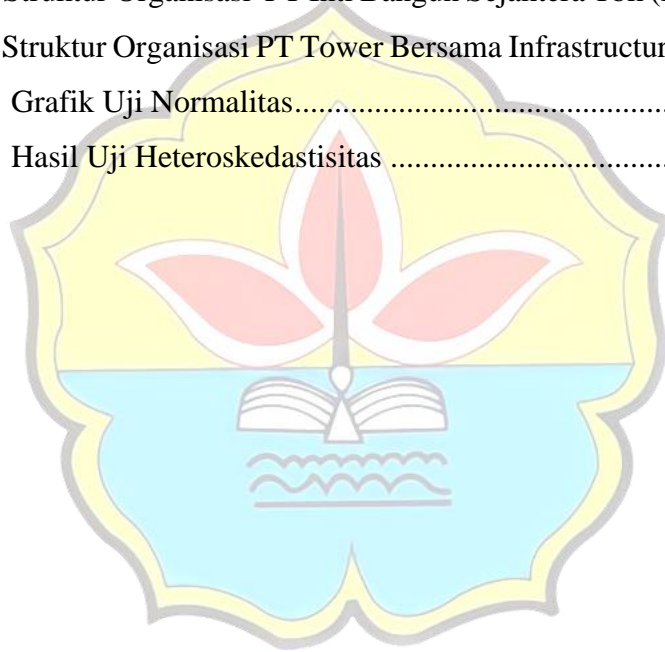 Struktur Organisasi PT Tower Bersama Infrastructur
Grafik Uji Normalitas.............................................
Hasil Uji Heteroskedastisitas ..................................